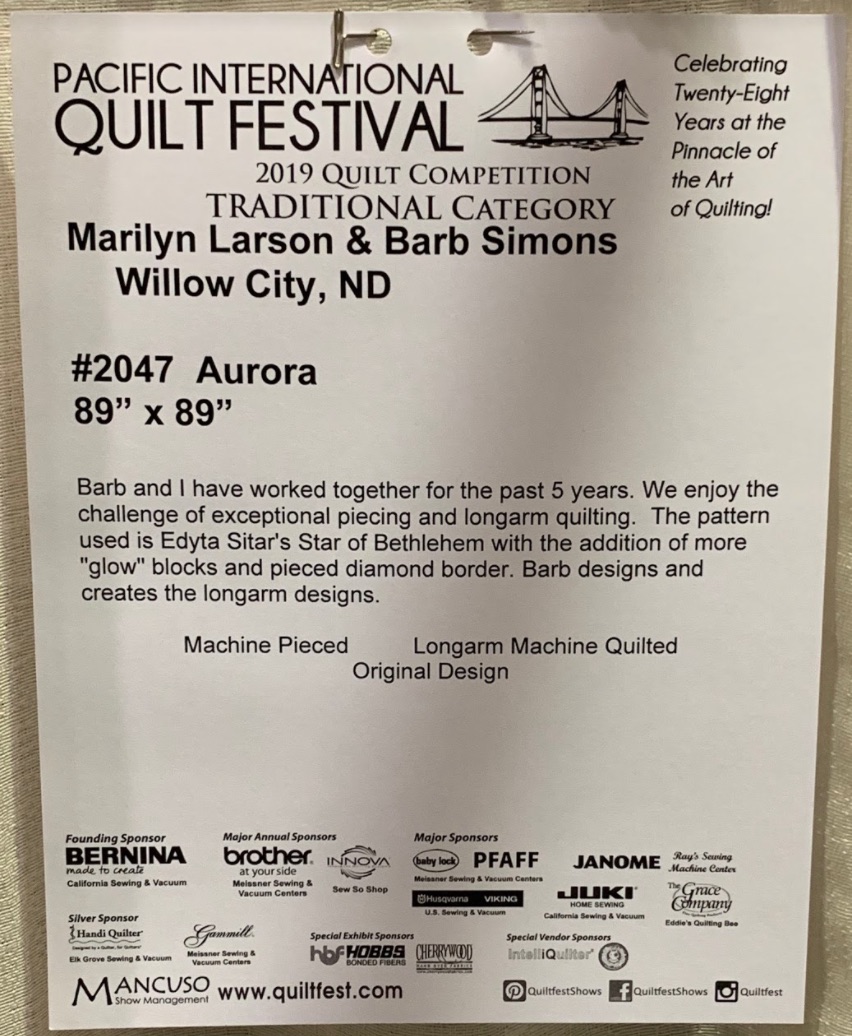 PACIFIC INTERNATIONAL
QUILT FESTIVAL
Celebrating
Twenty-Eight
Years at the
Pinnacle of
the Art
of Quilting!
2019 QUILT COMPETITION
TRADITIONAL CATEGORY
Marilyn Larson & Barb Simons
Willow City, ND
#2047 Aurora
89” x 89”
Barb and I have worked together for the past 5 years. We enjoy the
challenge of exceptional piecing and longarm quilting. The pattern
used is Edyta Sitar's Star of Bethlehem with the addition of more
"glow" blocks and pieced diamond border. Barb designs and
creates the longarm designs.
Machine Pieced Longarm Machine Quilted
Original Design
Founding Sponsor
BERNINA
made to create
California Sewing & Vacuum
Major Annual Sponsors
brother
at your side
Meissner Sewing &
Vacuum Centers
INNOVA
Sew So Shop
Major Sponsors
baby lock PFAFF
Meissner Sewing & Vacuum Centers
Husqvarna VIKING
U.S. Sewing & Vacuum
JANOME
JUKI
HOME SEWING
California Sewing & Vacuum
Ray's Sewing
Machine Center
The Grace
Company
Eddie's Quilting Bee
Silver Sponsor
Handi Quilter
Designed by a Quilter, for Quilters
Elk Grove Sewing & Vacuum
Gammill
Meissner Sewing &
Vacuum Centers
Special Exhibit Sponsors
hbf HOBBS
BONDED FIBERS
CHERRYWOOD
Special Vendor Sponsors
IntelliQuilter
MANCUSO
Show Management
www.quiltfest.com
QuiltfestShows
QuiltfestShows
Quiltfest